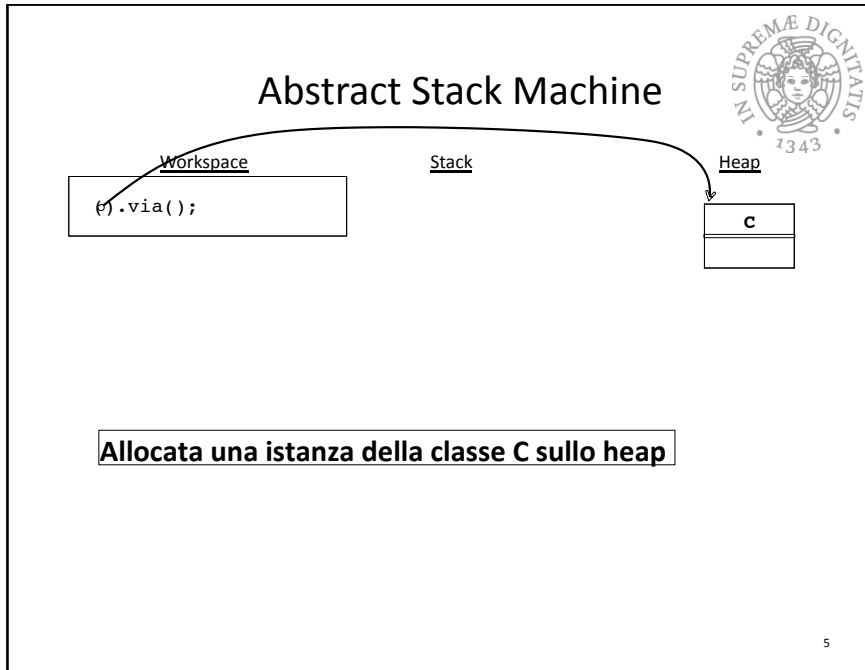 Abstract Stack Machine
IN SUPREMÆ DIGNITATIS
1343
Workspace Stack Heap
().via();
C
Allocata una istanza della classe C sullo heap
5